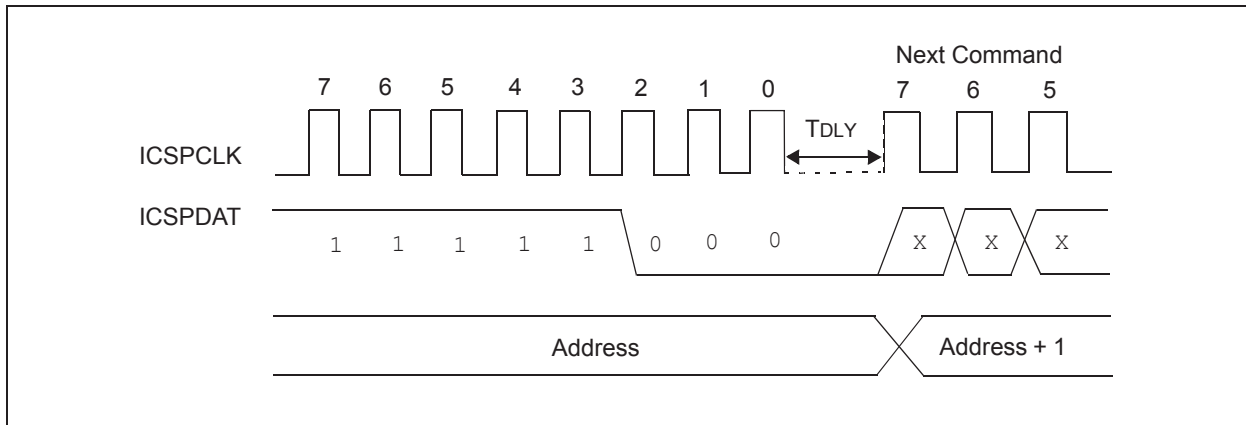 Next Command
7 6 5 4 3 2 1 0 7 6 5
TDLY
ICSPCLK
ICSPDAT
1 1 1 1 1 0 0 0 X X X
Address Address + 1